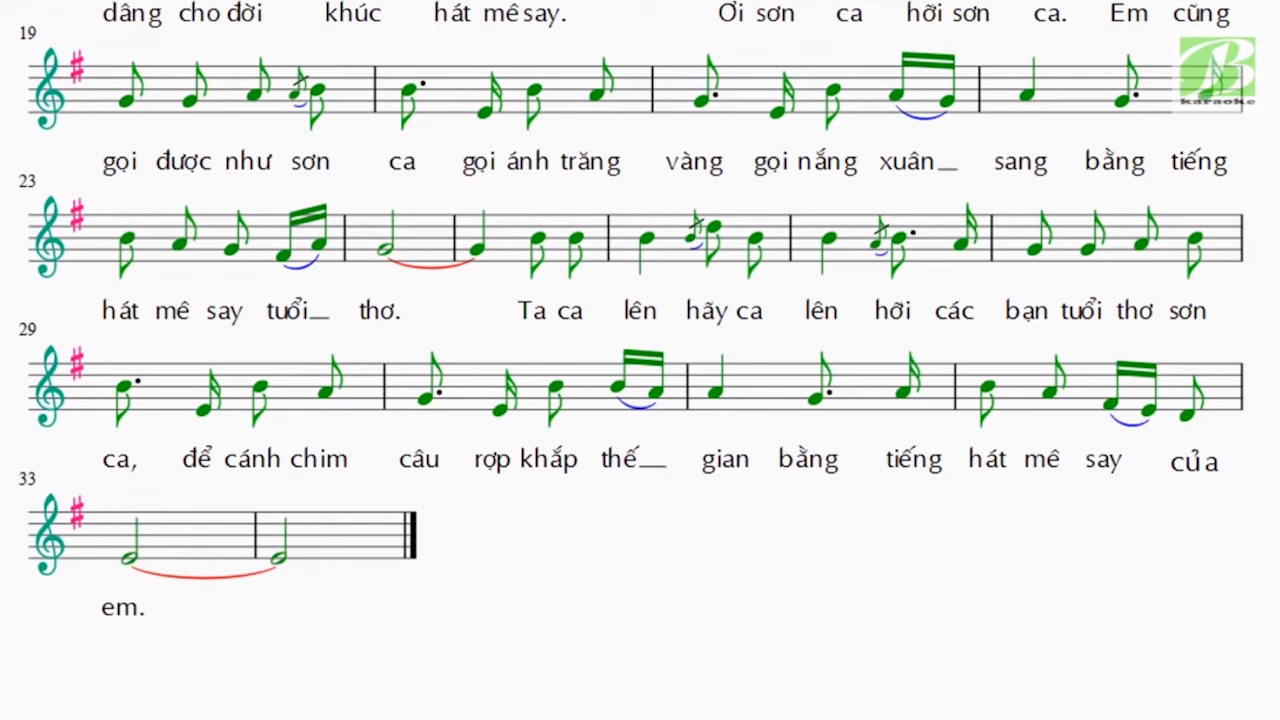 dâng cho đời khúc hát mê say. Ơi sơn ca hỡi sơn ca. Em cũng
19
B
karaoke
gọi được như sơn ca gọi ánh trăng vàng gọi nắng xuân sang bằng tiếng
23
hát mê say tuổi thơ. Ta ca lên hãy ca lên hỡi các bạn tuổi thơ sơn
29
ca, để cánh chim câu rợp khắp thế gian bằng tiếng hát mê say của
33
em.